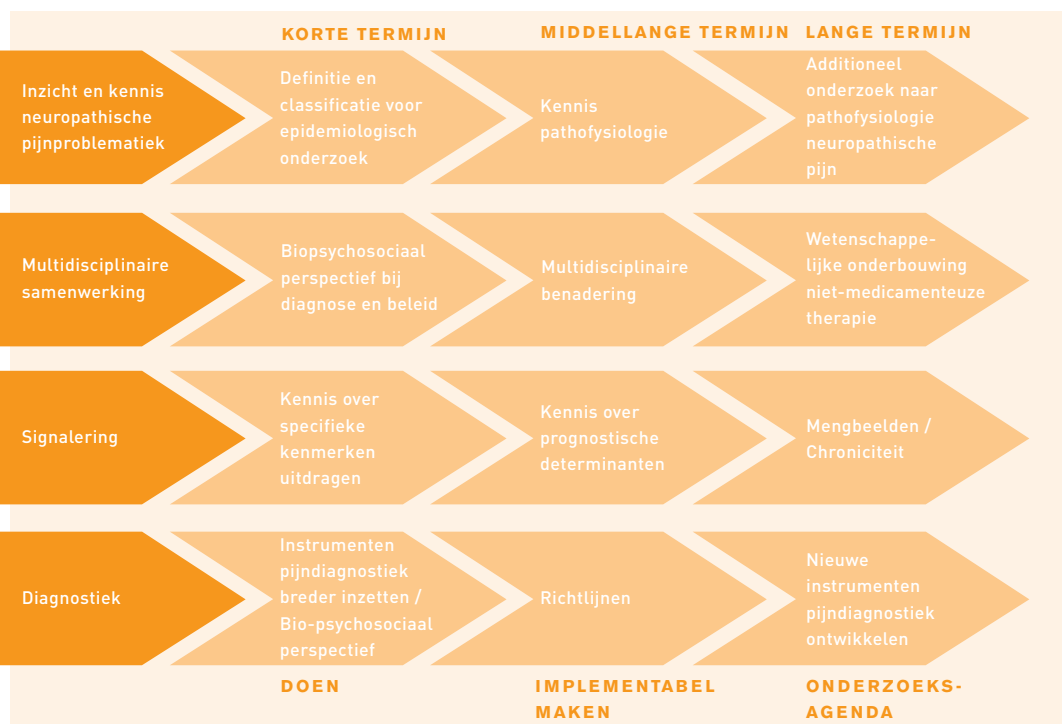 KORTE TERMIJN
MIDDELLANGE TERMIJN
LANGE TERMIJN
Inzicht en kennis
neuropathische
pijnproblematiek
Definitie en
classificatie voor
epidemiologisch
onderzoek
Kennis
pathofysiologie
Additioneel
onderzoek naar
pathofysiologie
neuropathische
pijn
Multidisciplinaire
samenwerking
Biopsychosociaal
perspectief bij
diagnose en beleid
Multidisciplinaire
benadering
Wetenschappe-
lijke onderbouwing
niet-medicamenteuze
therapie
Signalering
Kennis over
specifieke
kenmerken
uitdragen
Kennis over
prognostische
determinanten
Mengbeelden /
Chroniciteit
Diagnostiek
Instrumenten
pijndiagnostiek
breder inzetten /
Bio-psychosociaal
perspectief
Richtlijnen
Nieuwe
instrumenten
pijndiagnostiek
ontwikkelen
DOEN
IMPLEMENTABEL
MAKEN
ONDERZOEKS-
AGENDA